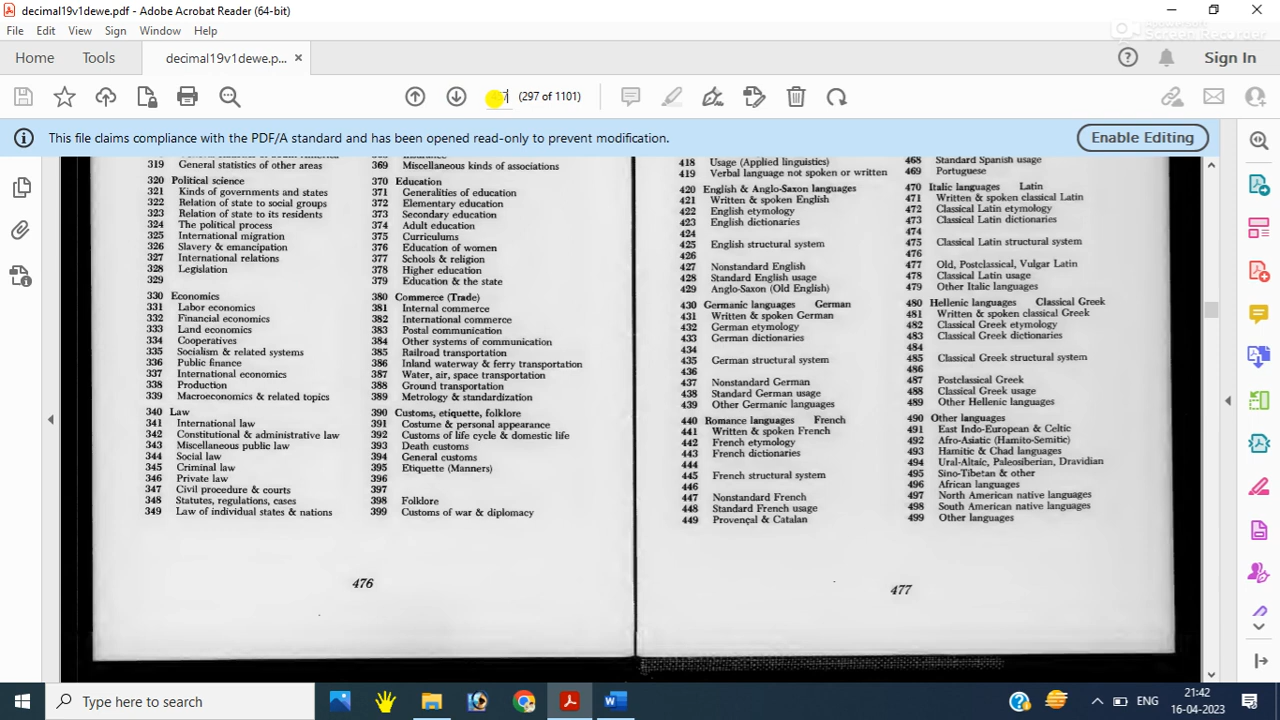 decimal19v1dewe.pdf - Adobe Acrobat Reader (64-bit)
File Edit View Sign Window Help
Home Tools decimal19v1dewe.p... ×
Screen Recorder
Sign In
(297 of 1101)
This file claims compliance with the PDF/A standard and has been opened read-only to prevent modification.
Enable Editing
319 General statistics of other areas
320 Political science
321 Kinds of governments and states
322 Relation of state to social groups
323 Relation of state to its residents
324 The political process
325 International migration
326 Slavery & emancipation
327 International relations
328 Legislation
329
330 Economics
331 Labor economics
332 Financial economics
333 Land economics
334 Cooperatives
335 Socialism & related systems
336 Public finance
337 International economics
338 Production
339 Macroeconomics & related topics
340 Law
341 International law
342 Constitutional & administrative law
343 Miscellaneous public law
344 Social law
345 Criminal law
346 Private law
347 Civil procedure & courts
348 Statutes, regulations, cases
349 Law of individual states & nations
369 Miscellaneous kinds of associations
370 Education
371 Generalities of education
372 Elementary education
373 Secondary education
374 Adult education
375 Curriculums
376 Education of women
377 Schools & religion
378 Higher education
379 Education & the state
380 Commerce (Trade)
381 Internal commerce
382 International commerce
383 Postal communication
384 Other systems of communication
385 Railroad transportation
386 Inland waterway & ferry transportation
387 Water, air, space transportation
388 Ground transportation
389 Metrology & standardization
390 Customs, etiquette, folklore
391 Costume & personal appearance
392 Customs of life cycle & domestic life
393 Death customs
394 General customs
395 Etiquette (Manners)
396
397
398 Folklore
399 Customs of war & diplomacy
476
418 Usage (Applied linguistics)
419 Verbal language not spoken or written
420 English & Anglo-Saxon languages
421 Written & spoken English
422 English etymology
423 English dictionaries
424
425 English structural system
426
427 Nonstandard English
428 Standard English usage
429 Anglo-Saxon (Old English)
430 Germanic languages German
431 Written & spoken German
432 German etymology
433 German dictionaries
434
435 German structural system
436
437 Nonstandard German
438 Standard German usage
439 Other Germanic languages
440 Romance languages French
441 Written & spoken French
442 French etymology
443 French dictionaries
444
445 French structural system
446
447 Nonstandard French
448 Standard French usage
449 Provençal & Catalan
468 Standard Spanish usage
469 Portuguese
470 Italic languages Latin
471 Written & spoken classical Latin
472 Classical Latin etymology
473 Classical Latin dictionaries
474
475 Classical Latin structural system
476
477 Old, Postclassical, Vulgar Latin
478 Classical Latin usage
479 Other Italic languages
480 Hellenic languages Classical Greek
481 Written & spoken classical Greek
482 Classical Greek etymology
483 Classical Greek dictionaries
484
485 Classical Greek structural system
486
487 Postclassical Greek
488 Classical Greek usage
489 Other Hellenic languages
490 Other languages
491 East Indo-European & Celtic
492 Afro-Asiatic (Hamito-Semitic)
493 Hamitic & Chad languages
494 Ural-Altaic, Paleosiberian, Dravidian
495 Sino-Tibetan & other
496 African languages
497 North American native languages
498 South American native languages
499 Other languages
477
Type here to search
ENG
21:42
16-04-2023